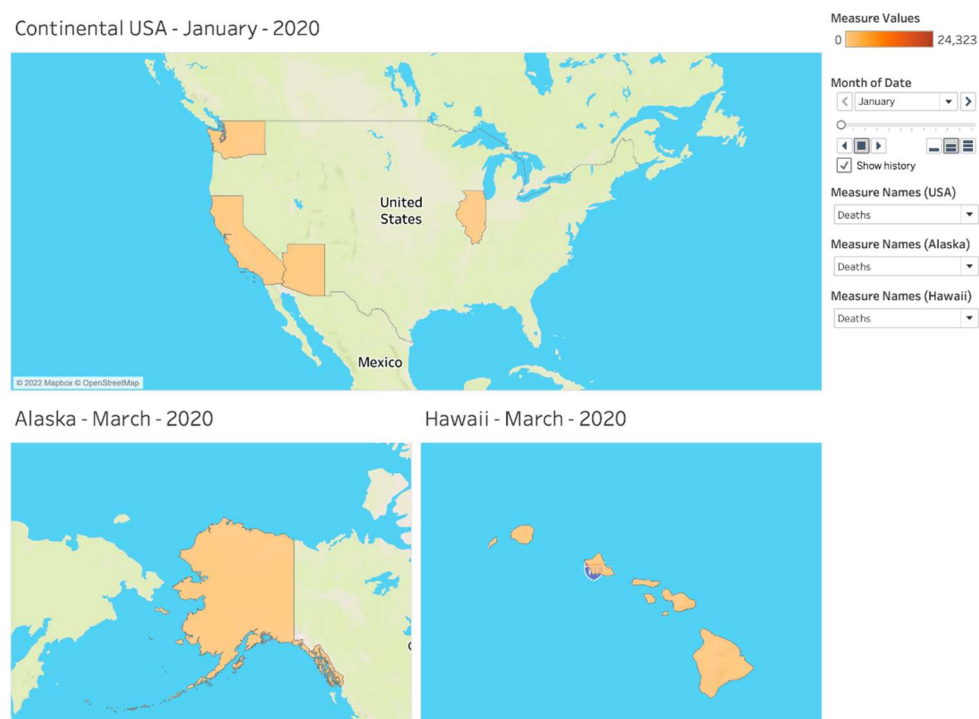 Continental USA - January - 2020
United
States
Mexico
© 2022 Mapbox © OpenStreetMap
Measure Values
0 24,323
Month of Date
January
Show history
Measure Names (USA)
Deaths
Measure Names (Alaska)
Deaths
Measure Names (Hawaii)
Deaths
Alaska - March - 2020
Hawaii - March - 2020